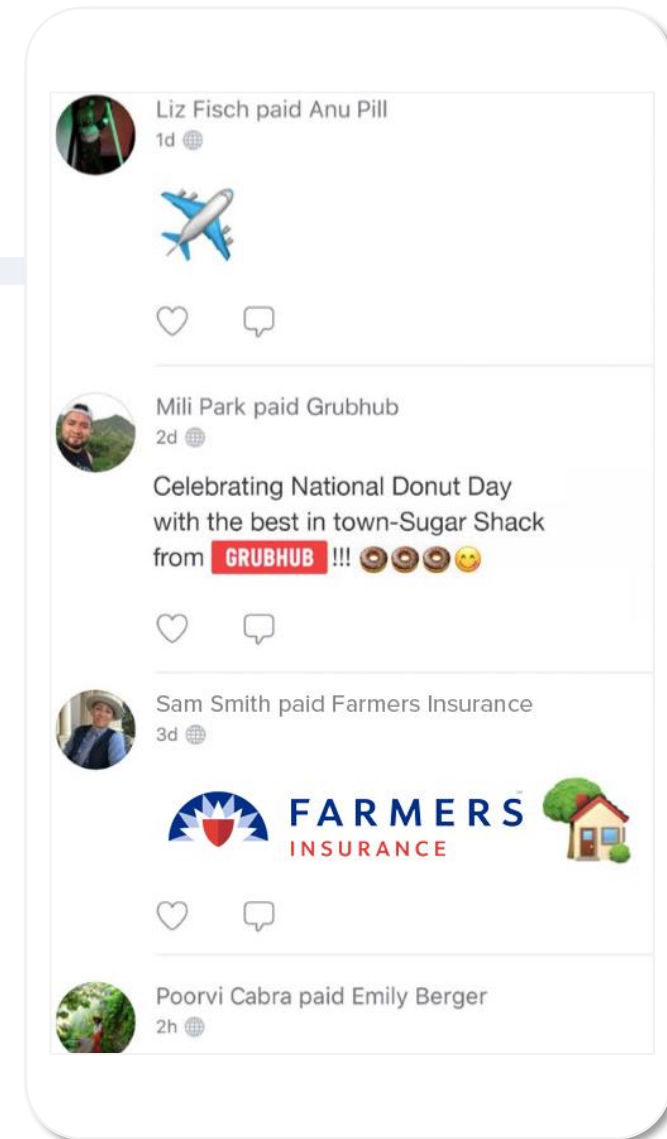 Liz Fisch paid Anu Pill
1d
Mili Park paid Grubhub
2d
Celebrating National Donut Day
with the best in town-Sugar Shack
from GRUBHUB !!!
Sam Smith paid Farmers Insurance
3d
FARMERS
INSURANCE
Poorvi Cabra paid Emily Berger
2h